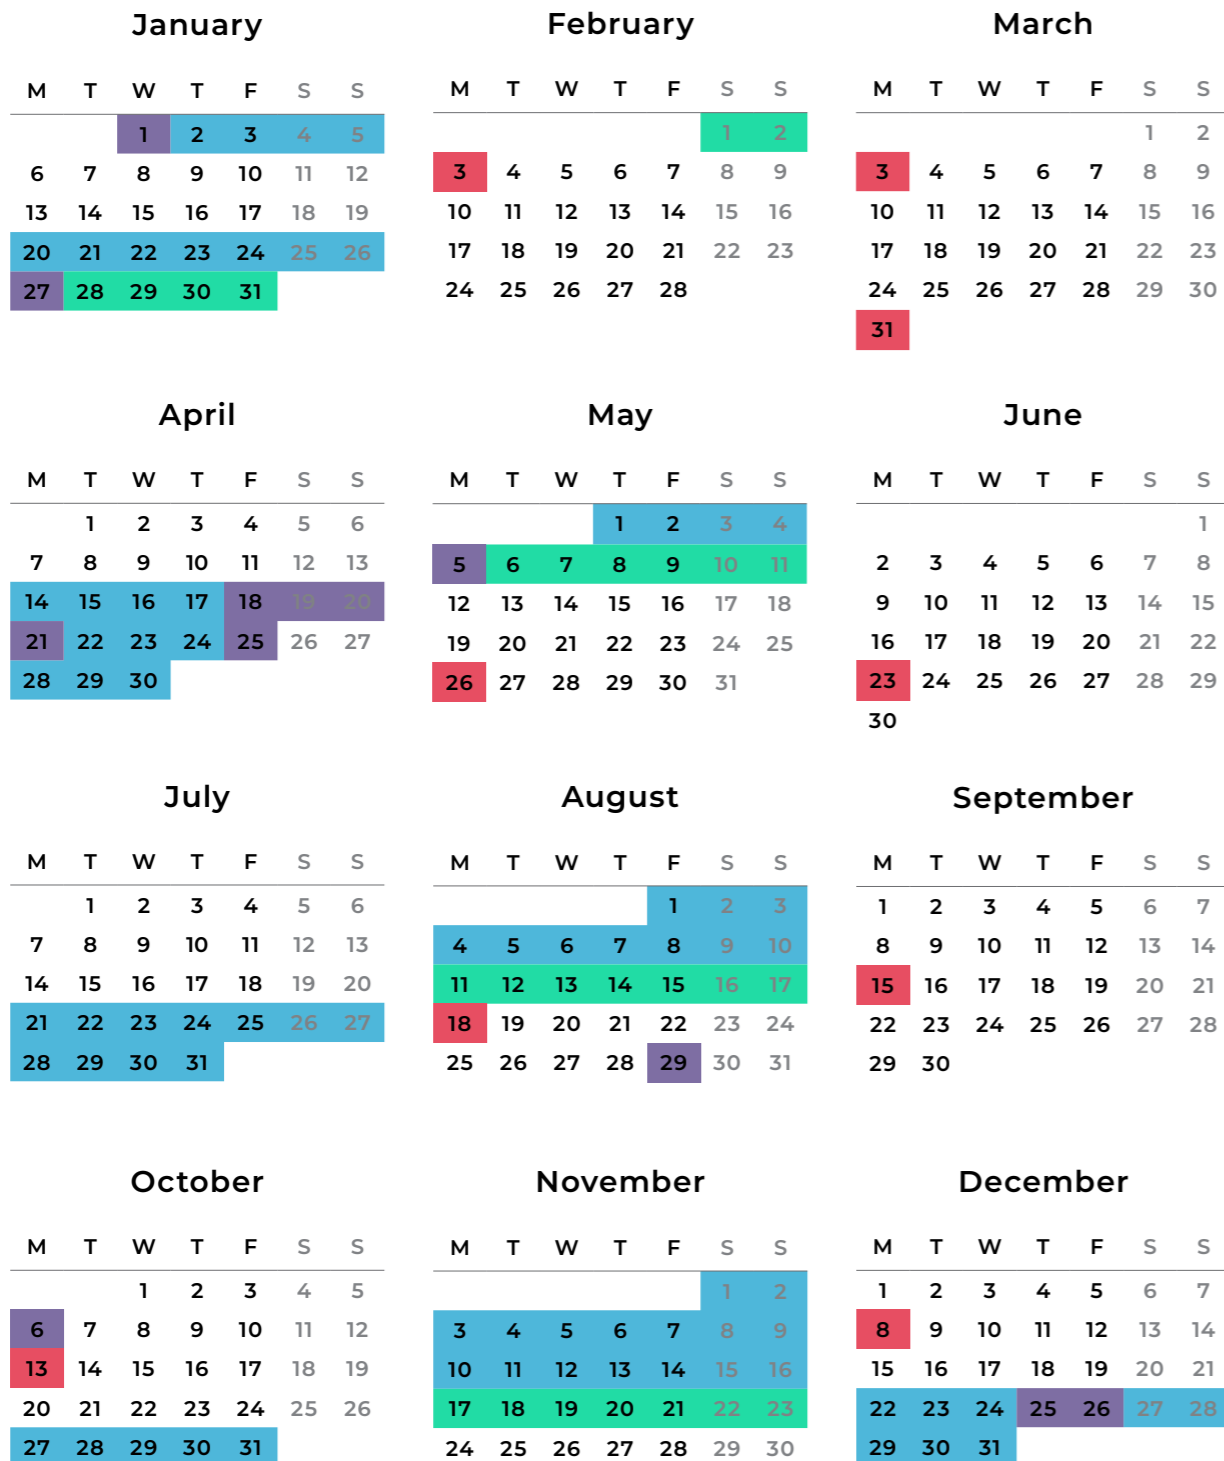 January February March
M T W T F S S M T W T F S S M T W T F S S
1 2 3 4 5 1 2 1 2
6 7 8 9 10 11 12 3 4 5 6 7 8 9 3 4 5 6 7 8 9
13 14 15 16 17 18 19 10 11 12 13 14 15 16 10 11 12 13 14 15 16
20 21 22 23 24 25 26 17 18 19 20 21 22 23 17 18 19 20 21 22 23
27 28 29 30 31 24 25 26 27 28 24 25 26 27 28 29 30
31
April May June
M T W T F S S M T W T F S S M T W T F S S
1 2 3 4 5 6 1 2 3 4 1
7 8 9 10 11 12 13 5 6 7 8 9 10 11 2 3 4 5 6 7 8
14 15 16 17 18 19 20 12 13 14 15 16 17 18 9 10 11 12 13 14 15
21 22 23 24 25 26 27 19 20 21 22 23 24 25 16 17 18 19 20 21 22
28 29 30 26 27 28 29 30 31 23 24 25 26 27 28 29
30
July August September
M T W T F S S M T W T F S S M T W T F S S
1 2 3 4 5 6 1 2 3 1 2 3 4 5 6 7
7 8 9 10 11 12 13 4 5 6 7 8 9 10 8 9 10 11 12 13 14
14 15 16 17 18 19 20 11 12 13 14 15 16 17 15 16 17 18 19 20 21
21 22 23 24 25 26 27 18 19 20 21 22 23 24 22 23 24 25 26 27 28
28 29 30 31 25 26 27 28 29 30 31 29 30
October November December
M T W T F S S M T W T F S S M T W T F S S
1 2 3 4 5 1 2 1 2 3 4 5 6 7
6 7 8 9 10 11 12 3 4 5 6 7 8 9 8 9 10 11 12 13 14
13 14 15 16 17 18 19 10 11 12 13 14 15 16 15 16 17 18 19 20 21
20 21 22 23 24 25 26 17 18 19 20 21 22 23 22 23 24 25 26 27 28
27 28 29 30 31 24 25 26 27 28 29 30 29 30 31